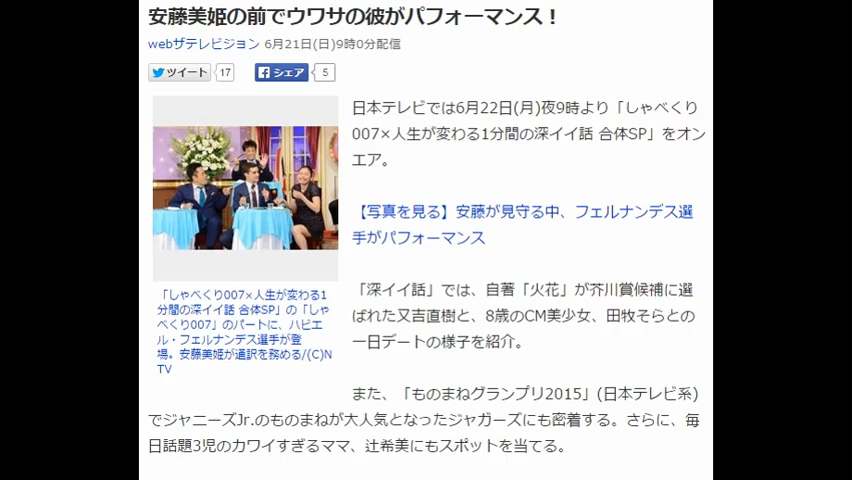 安藤美姫の前でウワサの彼がパフォーマンス！
webザテレビジョン 6月21日(日)9時0分配信
ツイート 17 シェア 5
日本テレビでは6月22日(月)夜9時より「しゃべくり
007×人生が変わる1分間の深イイ話 合体SP」をオン
エア。
【写真を見る】安藤が見守る中、フェルナンデス選
手がパフォーマンス
「しゃべくり007×人生が変わる1
分間の深イイ話 合体SP」の「しゃ
べくり007」のパートに、ハビエ
ル・フェルナンデス選手が登
場。安藤美姫が通訳を務める/(C)N
TV
「深イイ話」では、自著「火花」が芥川賞候補に選
ばれた又吉直樹と、8歳のCM美少女、田牧そらとの
一日デートの様子を紹介。
また、「ものまねグランプリ2015」(日本テレビ系)
でジャニーズJr.のものまねが大人気となったジャガーズにも密着する。さらに、毎
日話題3児のカワイすぎるママ、辻希美にもスポットを当てる。